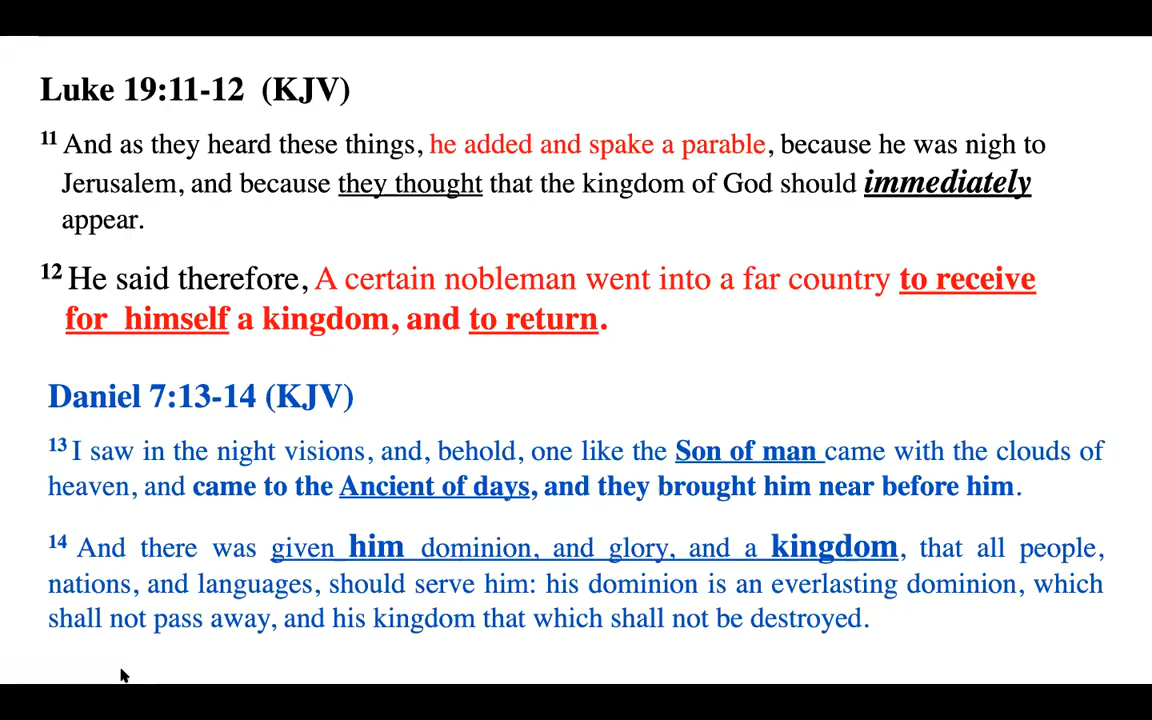 Luke 19:11-12 (KJV)
11 And as they heard these things, he added and spake a parable, because he was nigh to
Jerusalem, and because they thought that the kingdom of God should immediately
appear.
12 He said therefore, A certain nobleman went into a far country to receive
for himself a kingdom, and to return.
Daniel 7:13-14 (KJV)
13 I saw in the night visions, and, behold, one like the Son of man came with the clouds of
heaven, and came to the Ancient of days, and they brought him near before him.
14 And there was given him dominion, and glory, and a kingdom, that all people,
nations, and languages, should serve him: his dominion is an everlasting dominion, which
shall not pass away, and his kingdom that which shall not be destroyed.